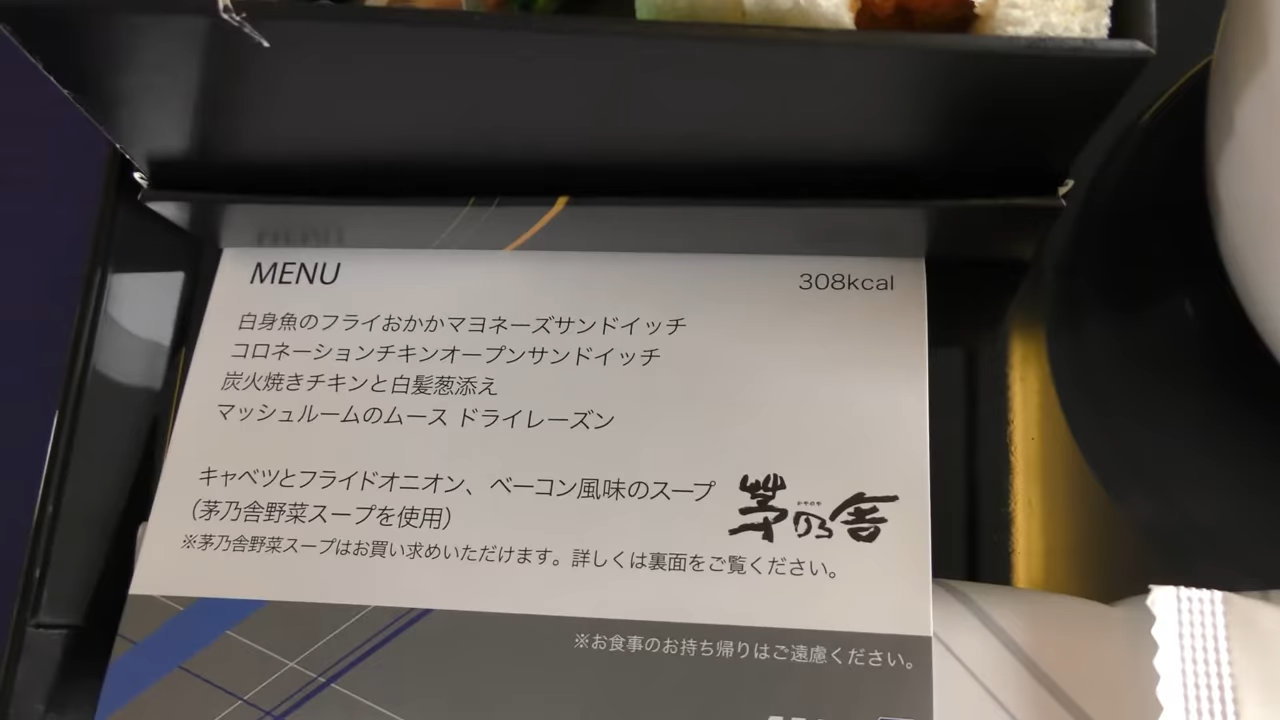 MENU
308kcal
白身魚のフライおかかマヨネーズサンドイッチ
コロネーションチキンオープンサンドイッチ
炭火焼きチキンと白髪葱添え
マッシュルームのムース ドライレーズン
キャベツとフライドオニオン、ベーコン風味のスープ
(茅乃舎野菜スープを使用)
茅乃舎
※茅乃舎野菜スープはお買い求めいただけます。詳しくは裏面をご覧ください。
※お食事のお持ち帰りはご遠慮ください。